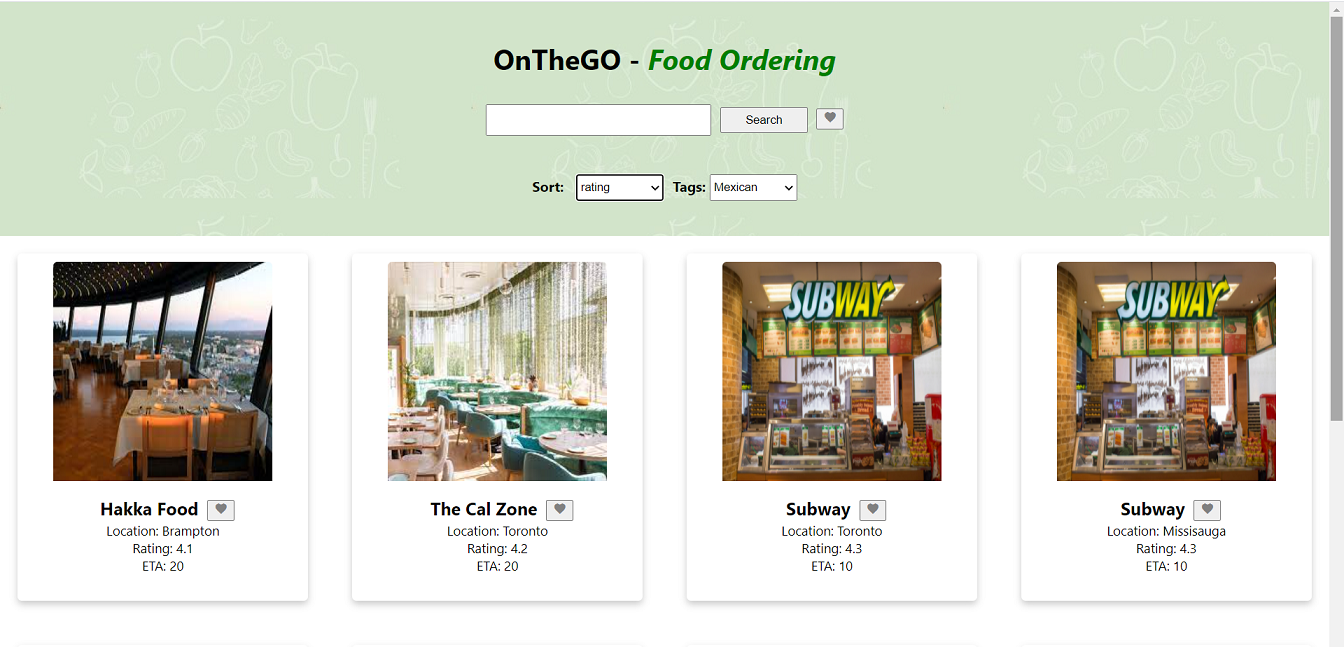 OnTheGO - Food Ordering
Search
Sort: rating Tags: Mexican
SUBWAY
SUBWAY
Hakka Food
Location: Brampton
Rating: 4.1
ETA: 20
The Cal Zone
Location: Toronto
Rating: 4.2
ETA: 20
Subway
Location: Toronto
Rating: 4.3
ETA: 10
Subway
Location: Missisauga
Rating: 4.3
ETA: 10